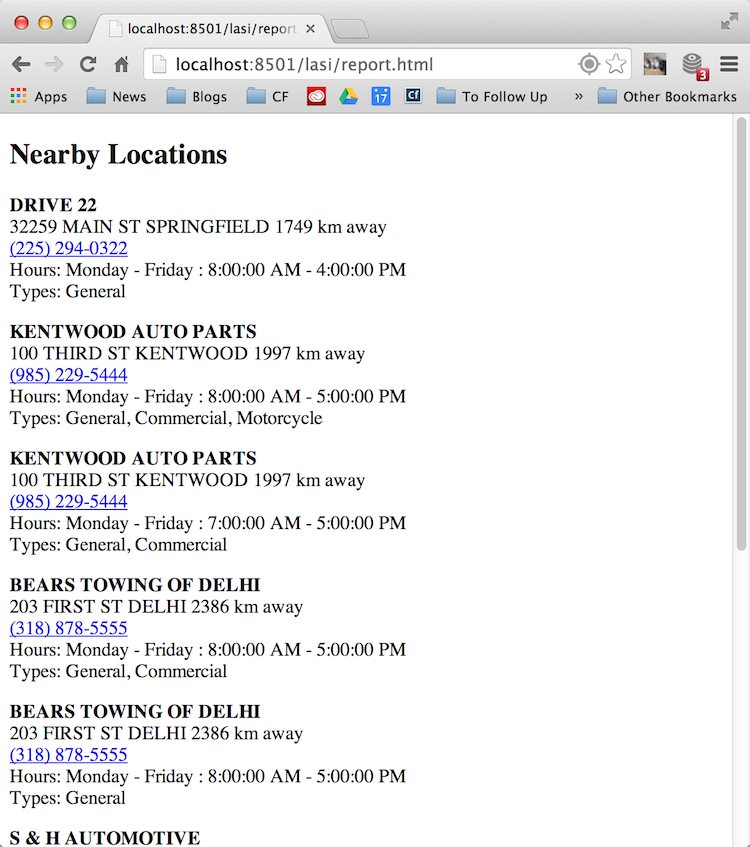 localhost:8501/lasi/report
localhost:8501/lasi/report.html
3
Apps News Blogs CF 17 Cf To Follow Up » Other Bookmarks
Nearby Locations
DRIVE 22
32259 MAIN ST SPRINGFIELD 1749 km away
(225) 294-0322
Hours: Monday - Friday : 8:00:00 AM - 4:00:00 PM
Types: General
KENTWOOD AUTO PARTS
100 THIRD ST KENTWOOD 1997 km away
(985) 229-5444
Hours: Monday - Friday : 8:00:00 AM - 5:00:00 PM
Types: General, Commercial, Motorcycle
KENTWOOD AUTO PARTS
100 THIRD ST KENTWOOD 1997 km away
(985) 229-5444
Hours: Monday - Friday : 7:00:00 AM - 5:00:00 PM
Types: General, Commercial
BEARS TOWING OF DELHI
203 FIRST ST DELHI 2386 km away
(318) 878-5555
Hours: Monday - Friday : 8:00:00 AM - 5:00:00 PM
Types: General, Commercial
BEARS TOWING OF DELHI
203 FIRST ST DELHI 2386 km away
(318) 878-5555
Hours: Monday - Friday : 8:00:00 AM - 5:00:00 PM
Types: General
S & H AUTOMOTIVE